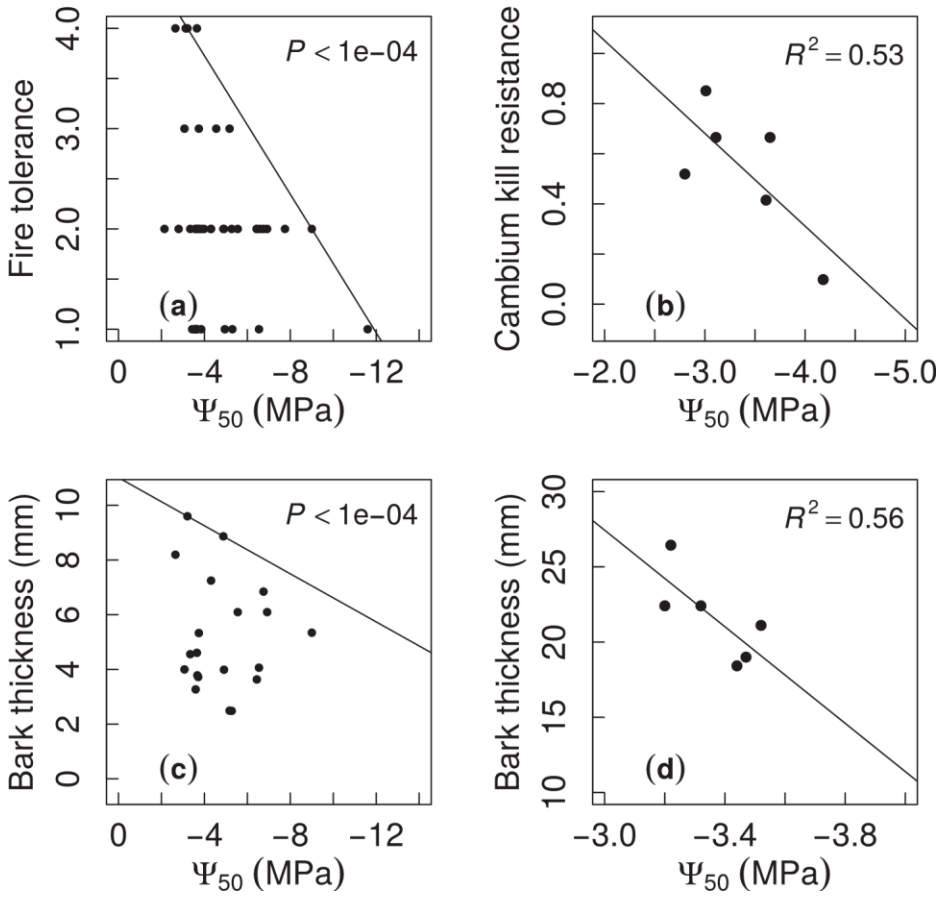 Fire tolerance
4.0
3.0
2.0
1.0
P < 1e−04
(a)
0 −4 −8 −12
Ψ50 (MPa)
Cambium kill resistance
0.8
0.4
0.0
R² = 0.53
(b)
−2.0 −3.0 −4.0 −5.0
Ψ50 (MPa)
Bark thickness (mm)
10
8
6
4
2
0
P < 1e−04
(c)
0 −4 −8 −12
Ψ50 (MPa)
Bark thickness (mm)
30
25
20
15
10
R² = 0.56
(d)
−3.0 −3.4 −3.8
Ψ50 (MPa)